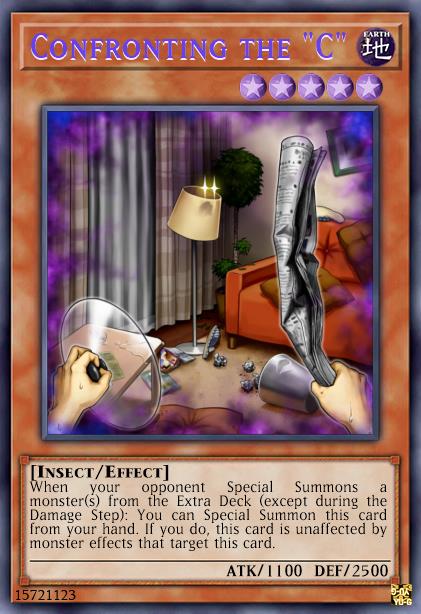 Confronting the "C"
EARTH
地
[Insect/Effect]
When your opponent Special Summons a
monster(s) from the Extra Deck (except during the
Damage Step): You can Special Summon this card
from your hand. If you do, this card is unaffected by
monster effects that target this card.
ATK/1100 DEF/2500
15721123